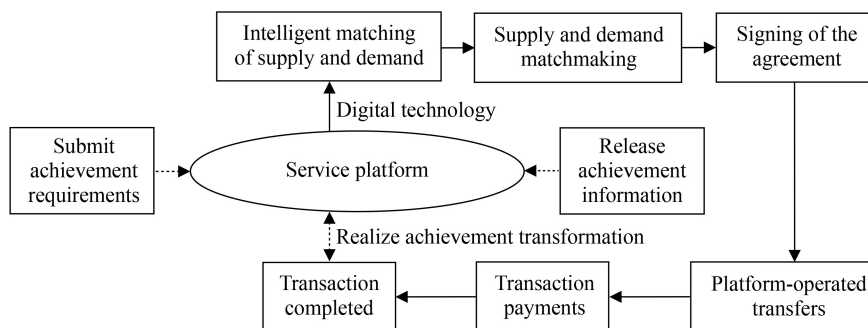 Intelligent matching
of supply and demand
Supply and demand
matchmaking
Signing of the
agreement
Digital technology
Submit
achievement
requirements
Service platform
Release
achievement
information
Realize achievement transformation
Transaction
completed
Transaction
payments
Platform-operated
transfers